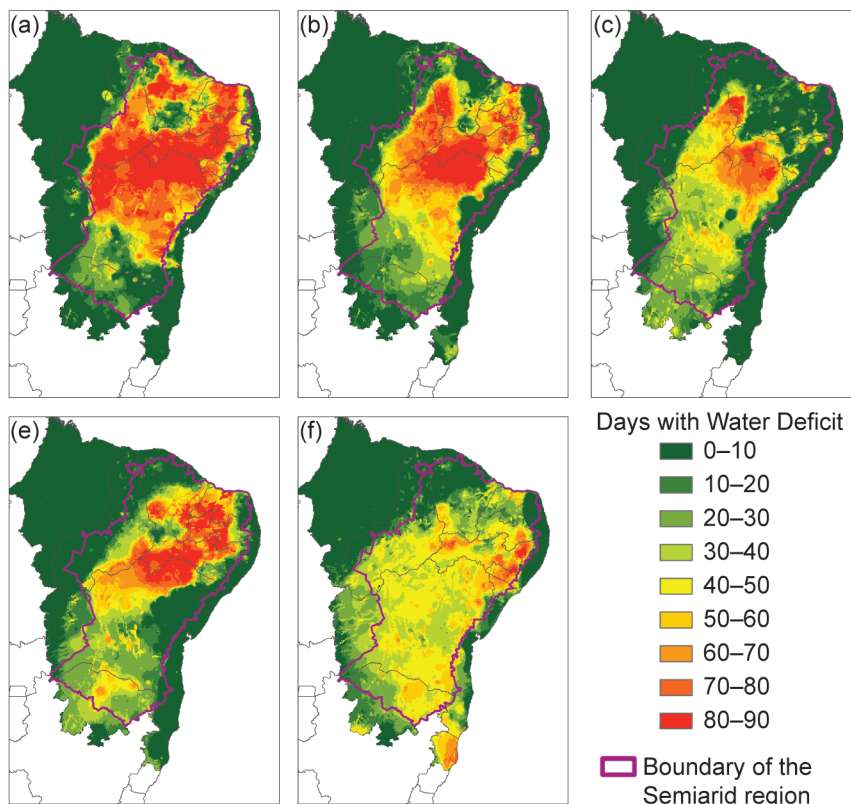 (a)
(b)
(c)
(e)
(f)
Days with Water Deficit
0–10
10–20
20–30
30–40
40–50
50–60
60–70
70–80
80–90
Boundary of the
Semiarid region